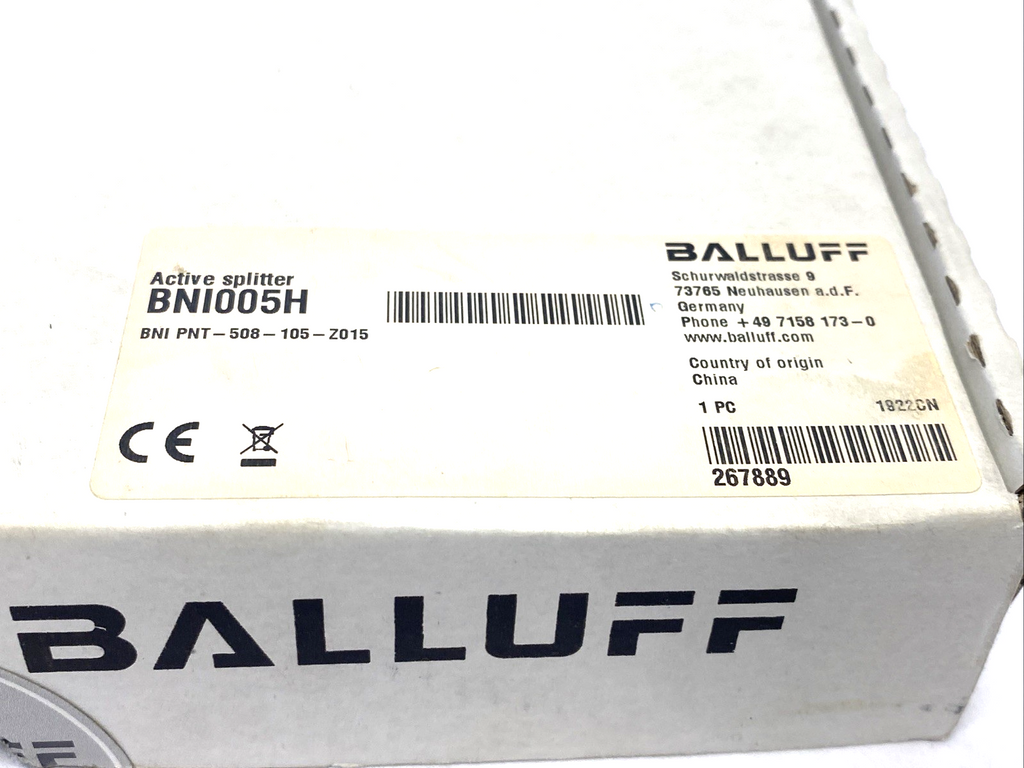 Active splitter
BNI005H
BNI PNT-508-105-Z015
BALLUFF
Schurwaldstrasse 9
73765 Neuhausen a.d.F.
Germany
Phone +49 7158 173-0
www.balluff.com
Country of origin
China
1 PC 1822CN
267889
CE
BALLUFF